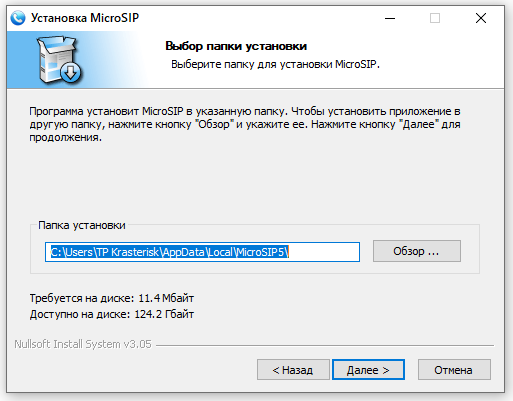 Установка MicroSIP
Выбор папки установки
Выберите папку для установки MicroSIP.
Программа установит MicroSIP в указанную папку. Чтобы установить приложение в
другую папку, нажмите кнопку "Обзор" и укажите ее. Нажмите кнопку "Далее" для
продолжения.
Папка установки
C:\Users\TP Krasterisk\AppData\Local\MicroSIP5\
Обзор ...
Требуется на диске: 11.4 Мбайт
Доступно на диске: 124.2 Гбайт
Nullsoft Install System v3.05
< Назад
Далее >
Отмена